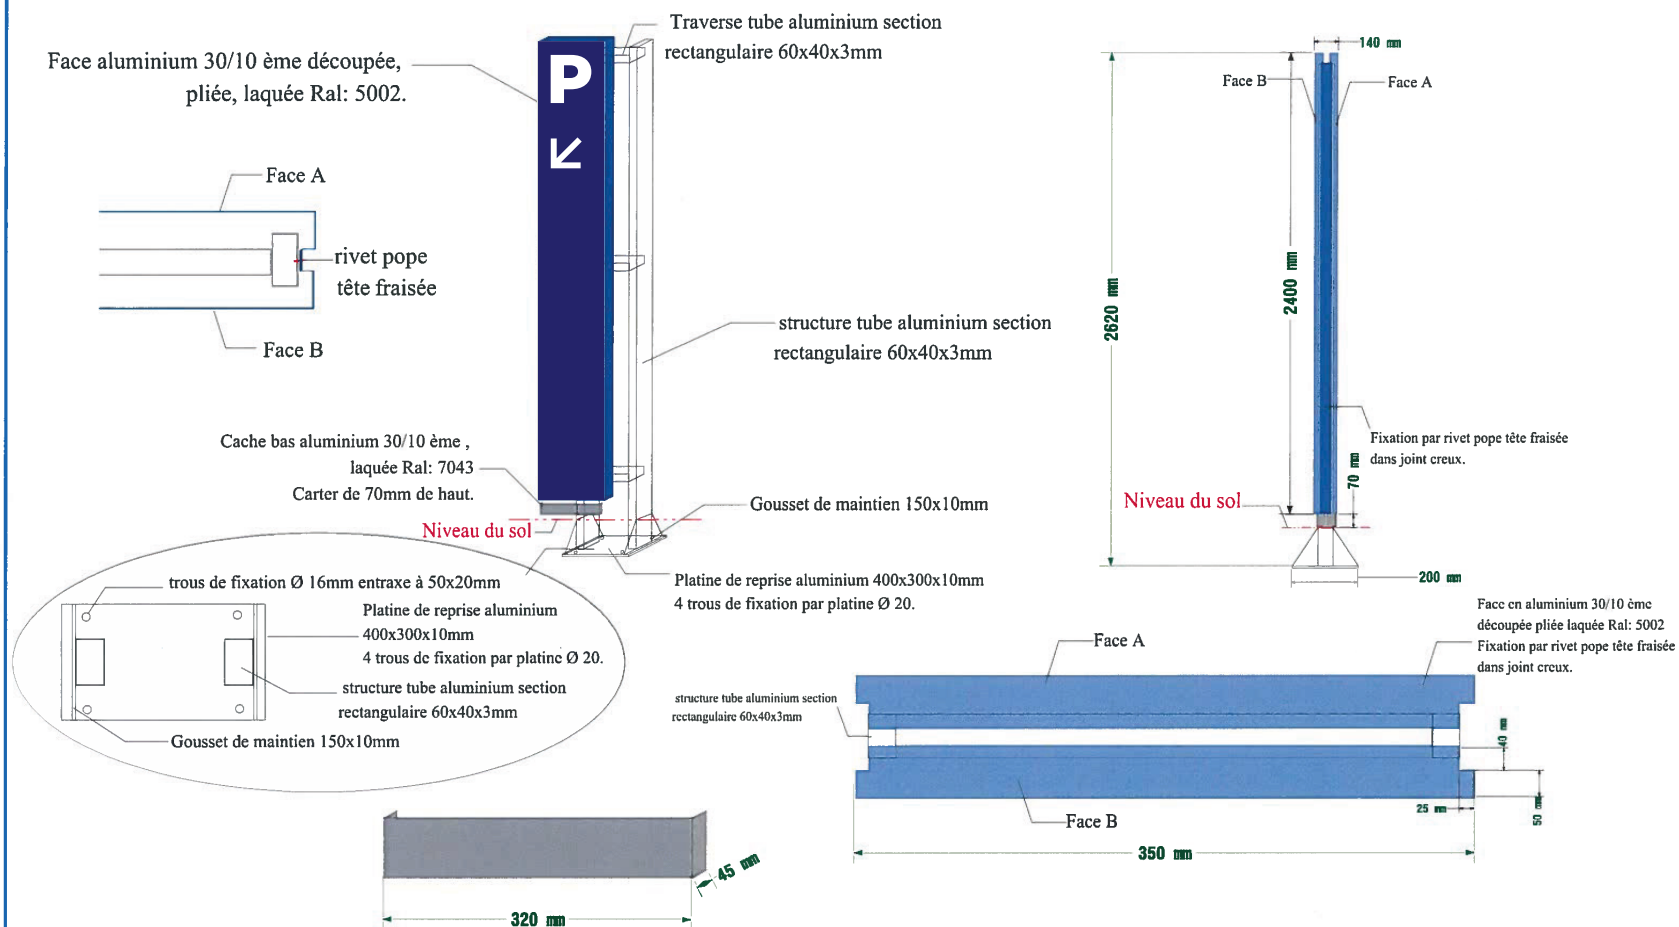 Traverse tube aluminium section
rectangulaire 60x40x3mm
Face aluminium 30/10 ème découpée,
pliée, laquée Ral: 5002.
P
Face A
rivet pope
tête fraisée
Face B
structure tube aluminium section
rectangulaire 60x40x3mm
Cache bas aluminium 30/10 ème ,
laquée Ral: 7043
Carter de 70mm de haut.
Niveau du sol
Gousset de maintien 150x10mm
Platine de reprise aluminium 400x300x10mm
4 trous de fixation par platine Ø 20.
trous de fixation Ø 16mm entraxe à 50x20mm
Platine de reprise aluminium
400x300x10mm
4 trous de fixation par platine Ø 20.
structure tube aluminium section
rectangulaire 60x40x3mm
Gousset de maintien 150x10mm
320 mm
45 mm
140 mm
Face B
Face A
2620 mm
2400 mm
Fixation par rivet pope tête fraisée
dans joint creux.
70 mm
Niveau du sol
200 mm
Face en aluminium 30/10 ème
découpée pliée laquée Ral: 5002
Fixation par rivet pope tête fraisée
dans joint creux.
Face A
structure tube aluminium section
rectangulaire 60x40x3mm
40 mm
25 mm
50 mm
Face B
350 mm